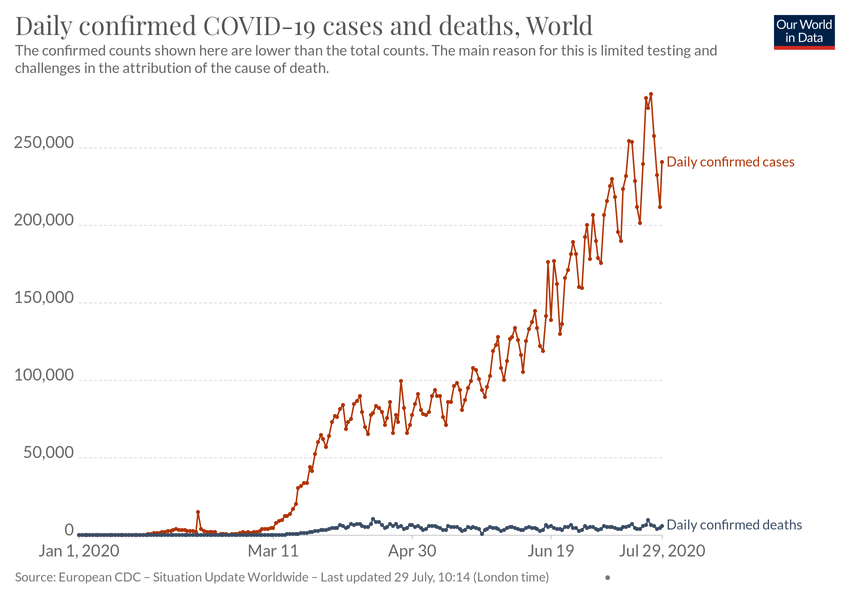 Daily confirmed COVID-19 cases and deaths, World
Our World
in Data
The confirmed counts shown here are lower than the total counts. The main reason for this is limited testing and
challenges in the attribution of the cause of death.
250,000
Daily confirmed cases
200,000
150,000
100,000
50,000
Daily confirmed deaths
0
Jan 1, 2020
Mar 11
Apr 30
Jun 19
Jul 29, 2020
Source: European CDC – Situation Update Worldwide – Last updated 29 July, 10:14 (London time)